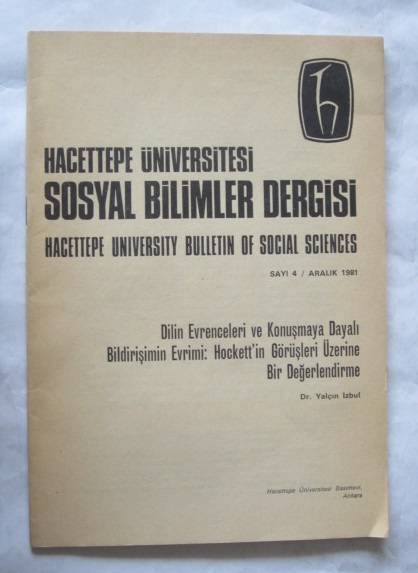 HACETTEPE ÜNİVERSİTESİ
SOSYAL BİLİMLER DERGİSİ
HACETTEPE UNIVERSITY BULLETIN OF SOCIAL SCIENCES
SAYI 4 / ARALIK 1981
Dilin Evrenceleri ve Konuşmaya Dayalı
Bildirişimin Evrimi: Hockett'in Görüşleri Üzerine
Bir Değerlendirme
Dr. Yalçın İzbul
Hacettepe Üniversitesi Basımevi,
Ankara